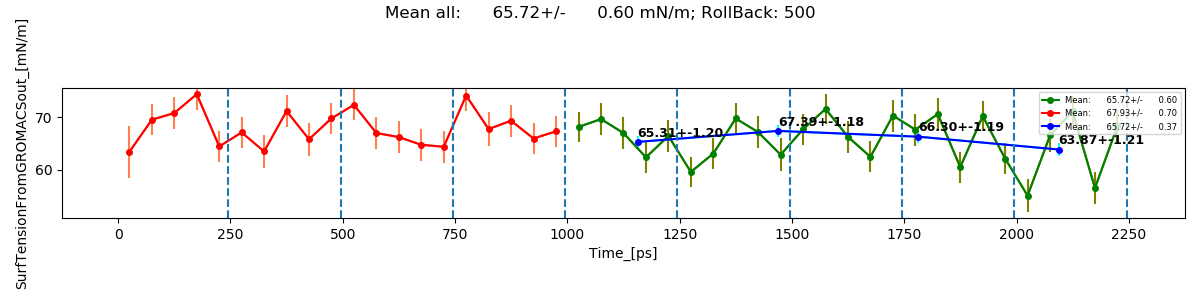 Mean all: 65.72+/- 0.60 mN/m; RollBack: 500
SurfTensionFromGROMACSout_[mN/m]
70
60
65.31+-1.20
67.39+-1.18
66.30+-1.19
63.87+-1.21
Mean: 65.72+/- 0.60
Mean: 67.93+/- 0.70
Mean: 65.72+/- 0.37
0 250 500 750 1000 1250 1500 1750 2000 2250
Time_[ps]